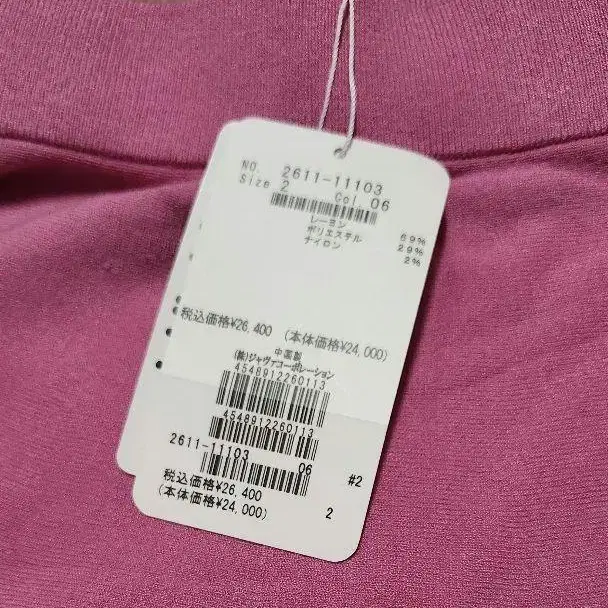 NO. 2611-11103
Size 2 Col. 06
レーヨン 69%
ポリエステル 29%
ナイロン 2%
税込価格¥26,400 (本体価格¥24,000)
中国製
(株)ジャヴァコーポレーション
4548912260113
4548912260113
2611-11103 06 #2
税込価格¥26,400
(本体価格¥24,000) 2